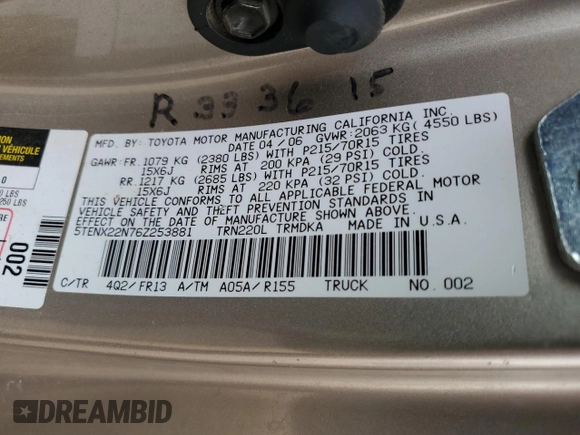 R 33 36 15
MFD. BY: TOYOTA MOTOR MANUFACTURING CALIFORNIA INC.
DATE 04 / 06 GVWR: 2063 KG ( 4550 LBS)
GAWR: FR. 1079 KG (2380 LBS) WITH P215/70R15 TIRES
15X6J RIMS AT 200 KPA (29 PSI) COLD.
RR. 1217 KG (2685 LBS) WITH P215/70R15 TIRES
15X6J RIMS AT 220 KPA (32 PSI) COLD.
THIS VEHICLE CONFORMS TO ALL APPLICABLE FEDERAL MOTOR
VEHICLE SAFETY AND THEFT PREVENTION STANDARDS IN
EFFECT ON THE DATE OF MANUFACTURE SHOWN ABOVE.
5TENX22N76Z253881 TRN220L TRMDKA MADE IN U.S.A.
C/TR 4Q2/ FR13 A/TM A05A/ R155 TRUCK NO. 002
002
DREAMBID